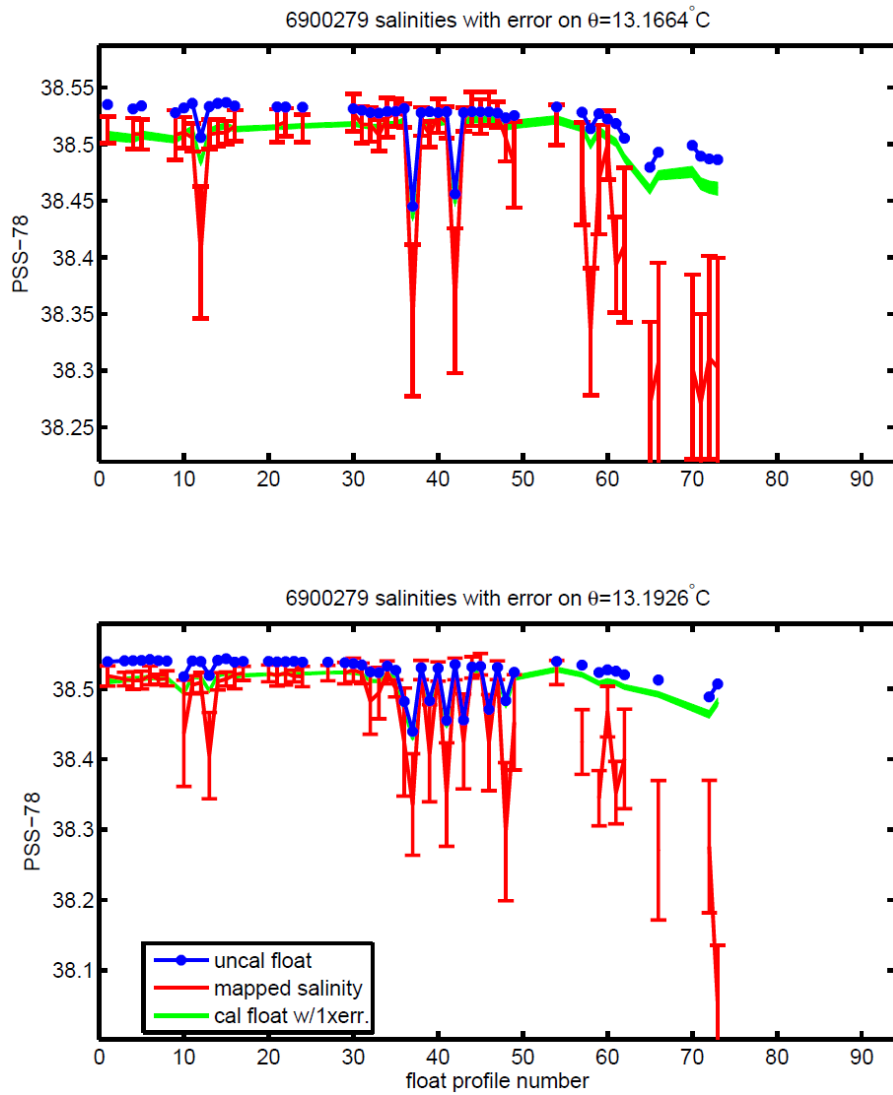 6900279 salinities with error on θ=13.1664°C
38.55
38.5
38.45
38.4
38.35
38.3
38.25
PSS−78
0 10 20 30 40 50 60 70 80 90
6900279 salinities with error on θ=13.1926°C
38.5
38.4
38.3
38.2
38.1
PSS−78
uncal float
mapped salinity
cal float w/1xerr.
0 10 20 30 40 50 60 70 80 90
float profile number